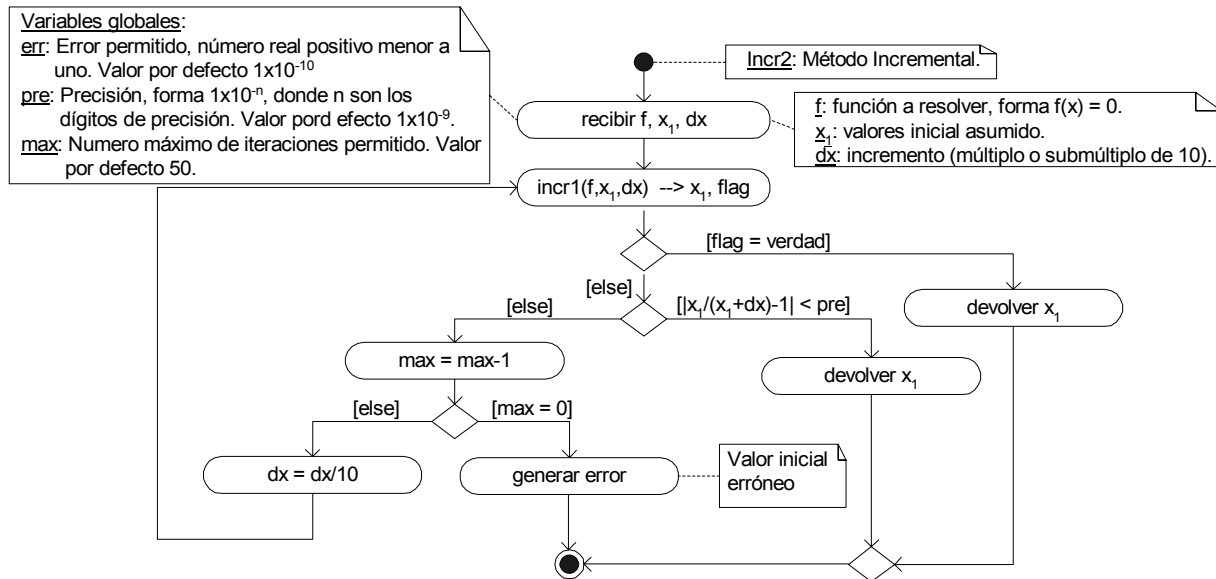 Variables globales:
err: Error permitido, número real positivo menor a
uno. Valor por defecto 1x10⁻¹⁰
pre: Precisión, forma 1x10⁻ⁿ, donde n son los
dígitos de precisión. Valor pord efecto 1x10⁻⁹.
max: Numero máximo de iteraciones permitido. Valor
por defecto 50.
Incr2: Método Incremental.
recibir f, x₁, dx
f: función a resolver, forma f(x) = 0.
x₁: valores inicial asumido.
dx: incremento (múltiplo o submúltiplo de 10).
incr1(f,x₁,dx) --> x₁, flag
[flag = verdad]
[else]
[else]
[|x₁/(x₁+dx)-1| < pre]
devolver x₁
max = max-1
devolver x₁
[else]
[max = 0]
dx = dx/10
generar error
Valor inicial
erróneo